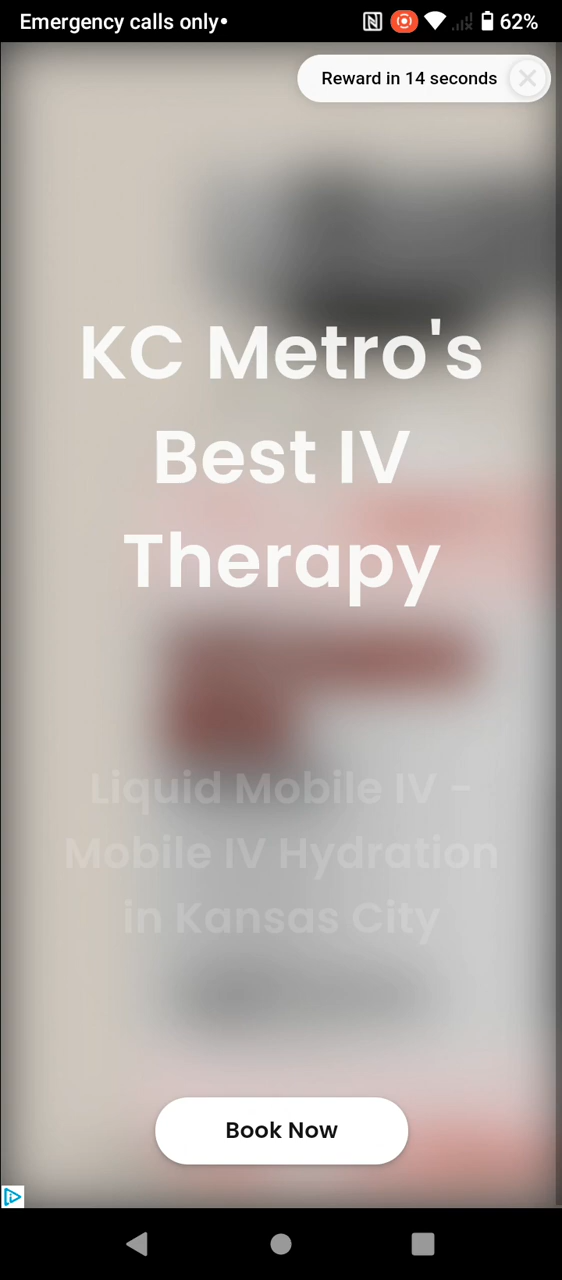 Emergency calls only•
62%
Reward in 14 seconds
KC Metro's
Best IV
Therapy
Liquid Mobile IV -
Mobile IV Hydration
in Kansas City
Book Now